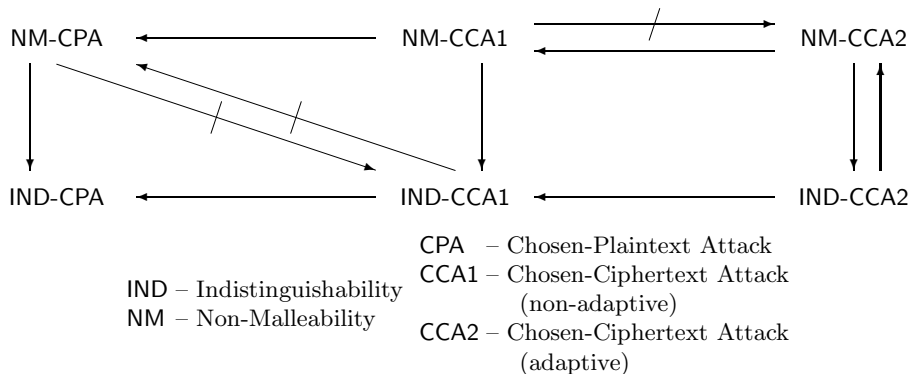 NM-CPA NM-CCA1 NM-CCA2
IND-CPA IND-CCA1 IND-CCA2
IND – Indistinguishability
NM – Non-Malleability
CPA – Chosen-Plaintext Attack
CCA1 – Chosen-Ciphertext Attack
(non-adaptive)
CCA2 – Chosen-Ciphertext Attack
(adaptive)